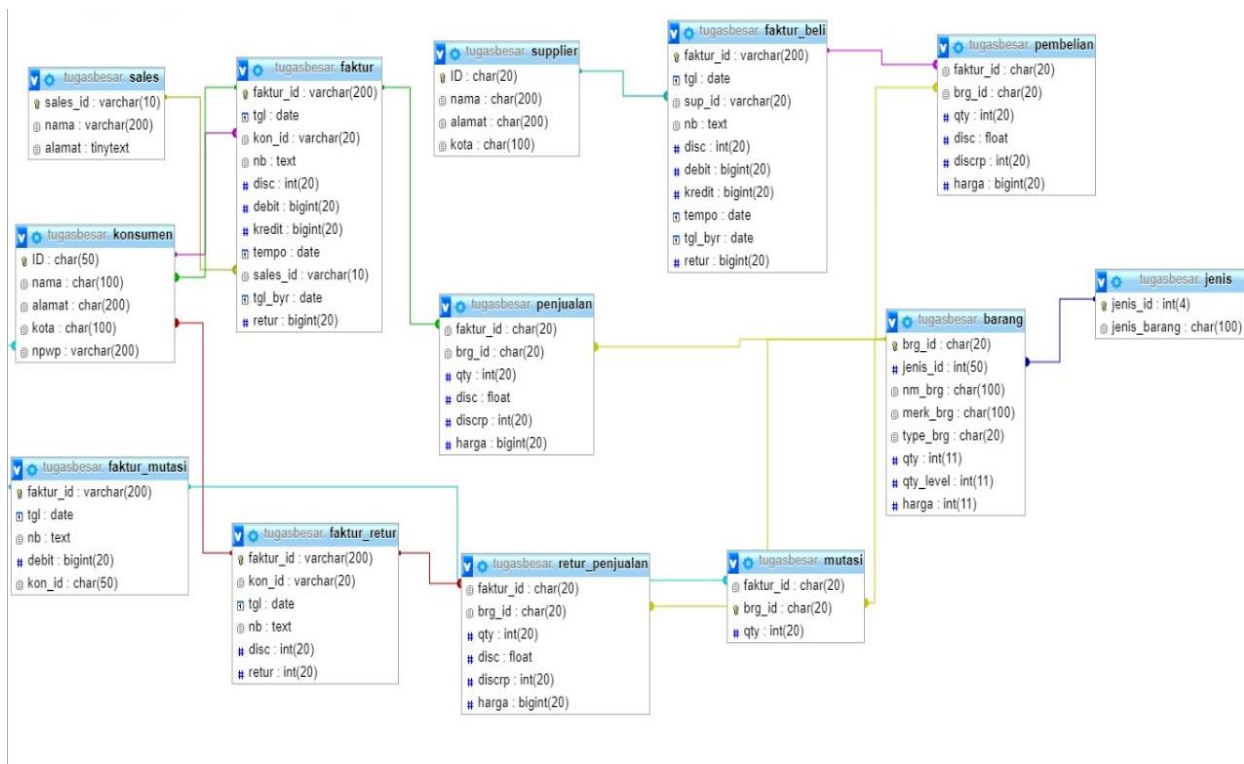 tugasbesar. sales
sales_id : varchar(10)
nama : varchar(200)
alamat : tinytext
tugasbesar. faktur
faktur_id : varchar(200)
tgl : date
kon_id : varchar(20)
nb : text
disc : int(20)
debit : bigint(20)
kredit : bigint(20)
tempo : date
sales_id : varchar(10)
tgl_byr : date
retur : bigint(20)
tugasbesar. supplier
ID : char(20)
nama : char(200)
alamat : char(200)
kota : char(100)
tugasbesar. faktur_beli
faktur_id : varchar(200)
tgl : date
sup_id : varchar(20)
nb : text
disc : int(20)
debit : bigint(20)
kredit : bigint(20)
tempo : date
tgl_byr : date
retur : bigint(20)
tugasbesar. pembelian
faktur_id : char(20)
brg_id : char(20)
qty : int(20)
disc : float
discrp : int(20)
harga : bigint(20)
tugasbesar. konsumen
ID : char(50)
nama : char(100)
alamat : char(200)
kota : char(100)
npwp : varchar(200)
tugasbesar. penjualan
faktur_id : char(20)
brg_id : char(20)
qty : int(20)
disc : float
discrp : int(20)
harga : bigint(20)
tugasbesar. barang
brg_id : char(20)
jenis_id : int(50)
nm_brg : char(100)
merk_brg : char(100)
type_brg : char(20)
qty : int(11)
qty_level : int(11)
harga : int(11)
tugasbesar. jenis
jenis_id : int(4)
jenis_barang : char(100)
tugasbesar. faktur_mutasi
faktur_id : varchar(200)
tgl : date
nb : text
debit : bigint(20)
kon_id : char(50)
tugasbesar. faktur_retur
faktur_id : varchar(200)
kon_id : varchar(20)
tgl : date
nb : text
disc : int(20)
retur : int(20)
tugasbesar. retur_penjualan
faktur_id : char(20)
brg_id : char(20)
qty : int(20)
disc : float
discrp : int(20)
harga : bigint(20)
tugasbesar. mutasi
faktur_id : char(20)
brg_id : char(20)
qty : int(20)